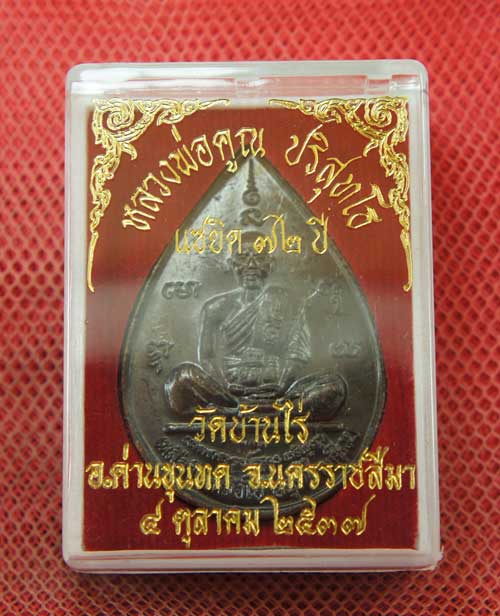 หลวงพ่อคูณ ปริสุทโธ
แซยิด ๗๒ ปี
วัดบ้านไร่
อ.ด่านขุนทด จ.นครราชสีมา
๔ ตุลาคม ๒๕๓๗